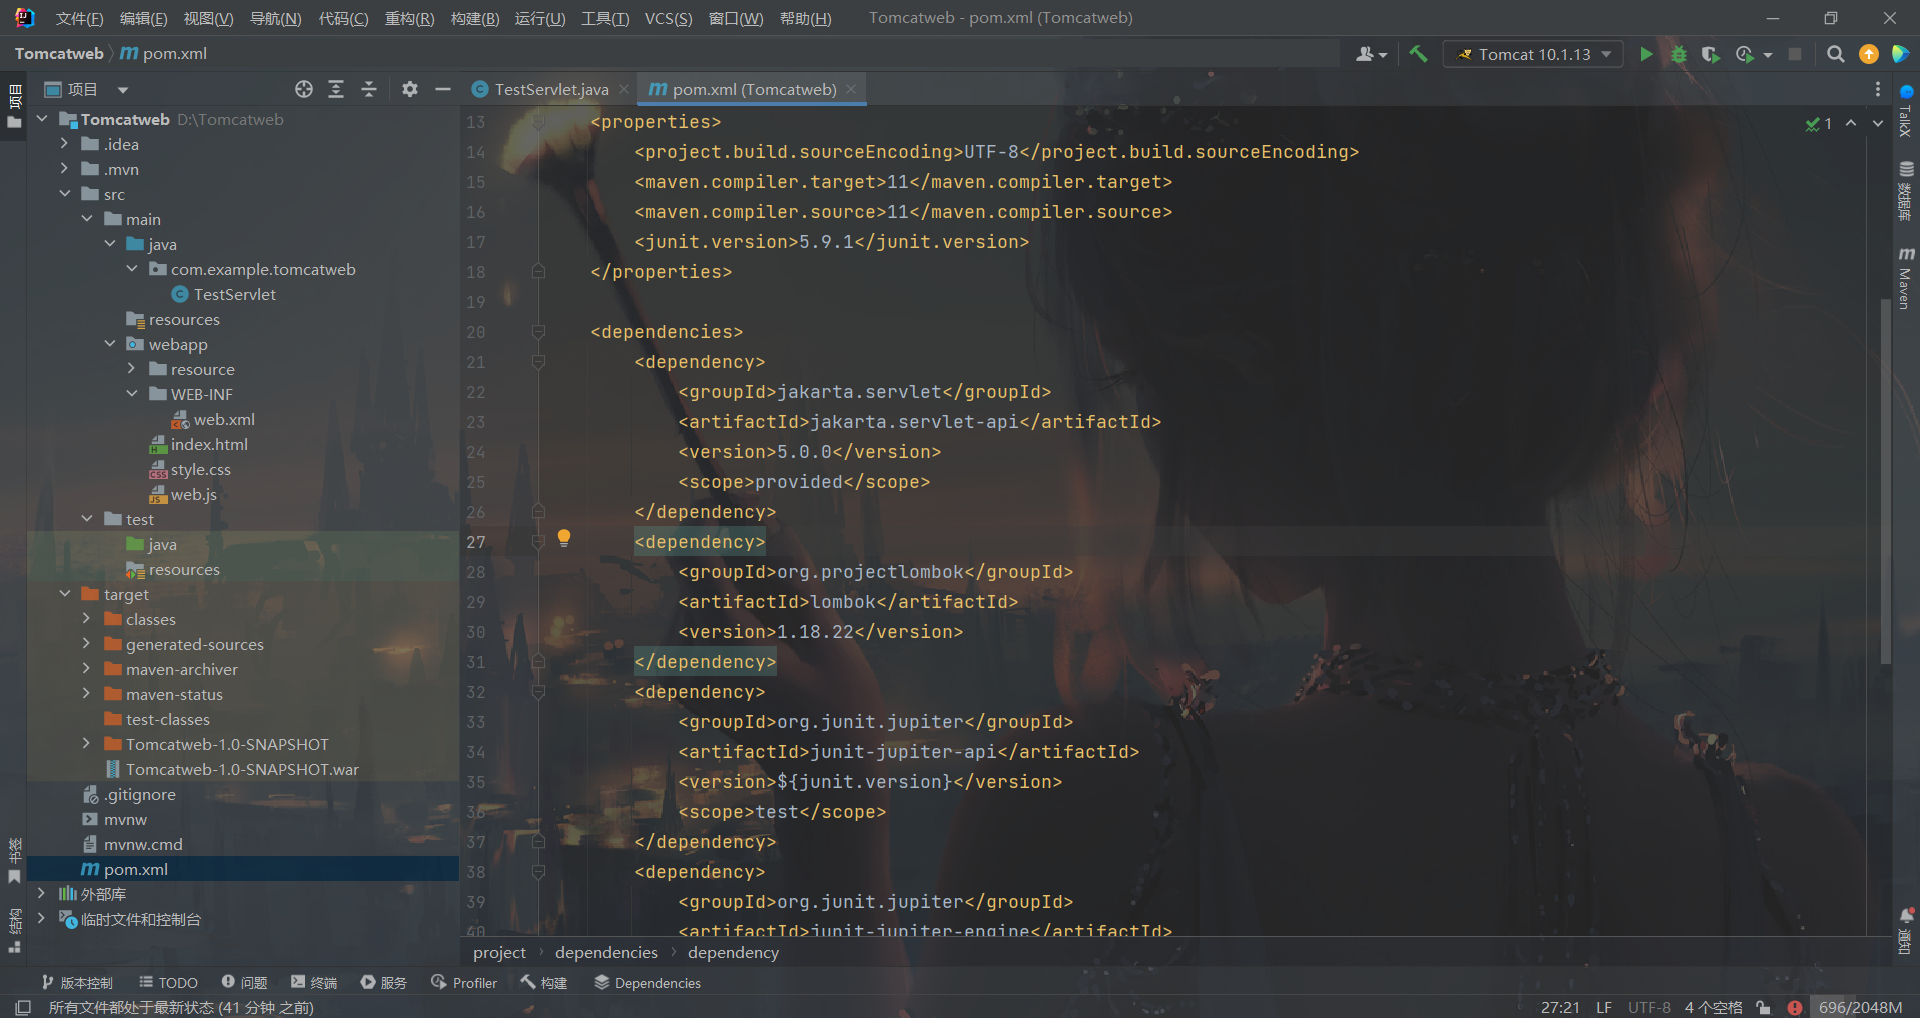 文件(F) 编辑(E) 视图(V) 导航(N) 代码(C) 重构(R) 构建(B) 运行(U) 工具(T) VCS(S) 窗口(W) 帮助(H) Tomcatweb - pom.xml (Tomcatweb)
Tomcatweb m pom.xml
Tomcat 10.1.13
项目
TestServlet.java
pom.xml (Tomcatweb)
项目
Tomcatweb D:\Tomcatweb
.idea
.mvn
src
main
java
com.example.tomcatweb
TestServlet
resources
webapp
resource
WEB-INF
web.xml
index.html
style.css
web.js
test
java
resources
target
classes
generated-sources
maven-archiver
maven-status
test-classes
Tomcatweb-1.0-SNAPSHOT
Tomcatweb-1.0-SNAPSHOT.war
.gitignore
mvnw
mvnw.cmd
pom.xml
外部库
临时文件和控制台
书签
结构
13 <properties>
14 <project.build.sourceEncoding>UTF-8</project.build.sourceEncoding>
15 <maven.compiler.target>11</maven.compiler.target>
16 <maven.compiler.source>11</maven.compiler.source>
17 <junit.version>5.9.1</junit.version>
18 </properties>
19
20 <dependencies>
21 <dependency>
22 <groupId>jakarta.servlet</groupId>
23 <artifactId>jakarta.servlet-api</artifactId>
24 <version>5.0.0</version>
25 <scope>provided</scope>
26 </dependency>
27 <dependency>
28 <groupId>org.projectlombok</groupId>
29 <artifactId>lombok</artifactId>
30 <version>1.18.22</version>
31 </dependency>
32 <dependency>
33 <groupId>org.junit.jupiter</groupId>
34 <artifactId>junit-jupiter-api</artifactId>
35 <version>${junit.version}</version>
36 <scope>test</scope>
37 </dependency>
38 <dependency>
39 <groupId>org.junit.jupiter</groupId>
40 <artifactId>junit-jupiter-engine</artifactId>
1
TalkX
数据库
Maven
通知
project › dependencies › dependency
版本控制 TODO 问题 终端 服务 Profiler 构建 Dependencies
所有文件都处于最新状态 (41 分钟 之前)
27:21 LF UTF-8 4 个空格 696/2048M